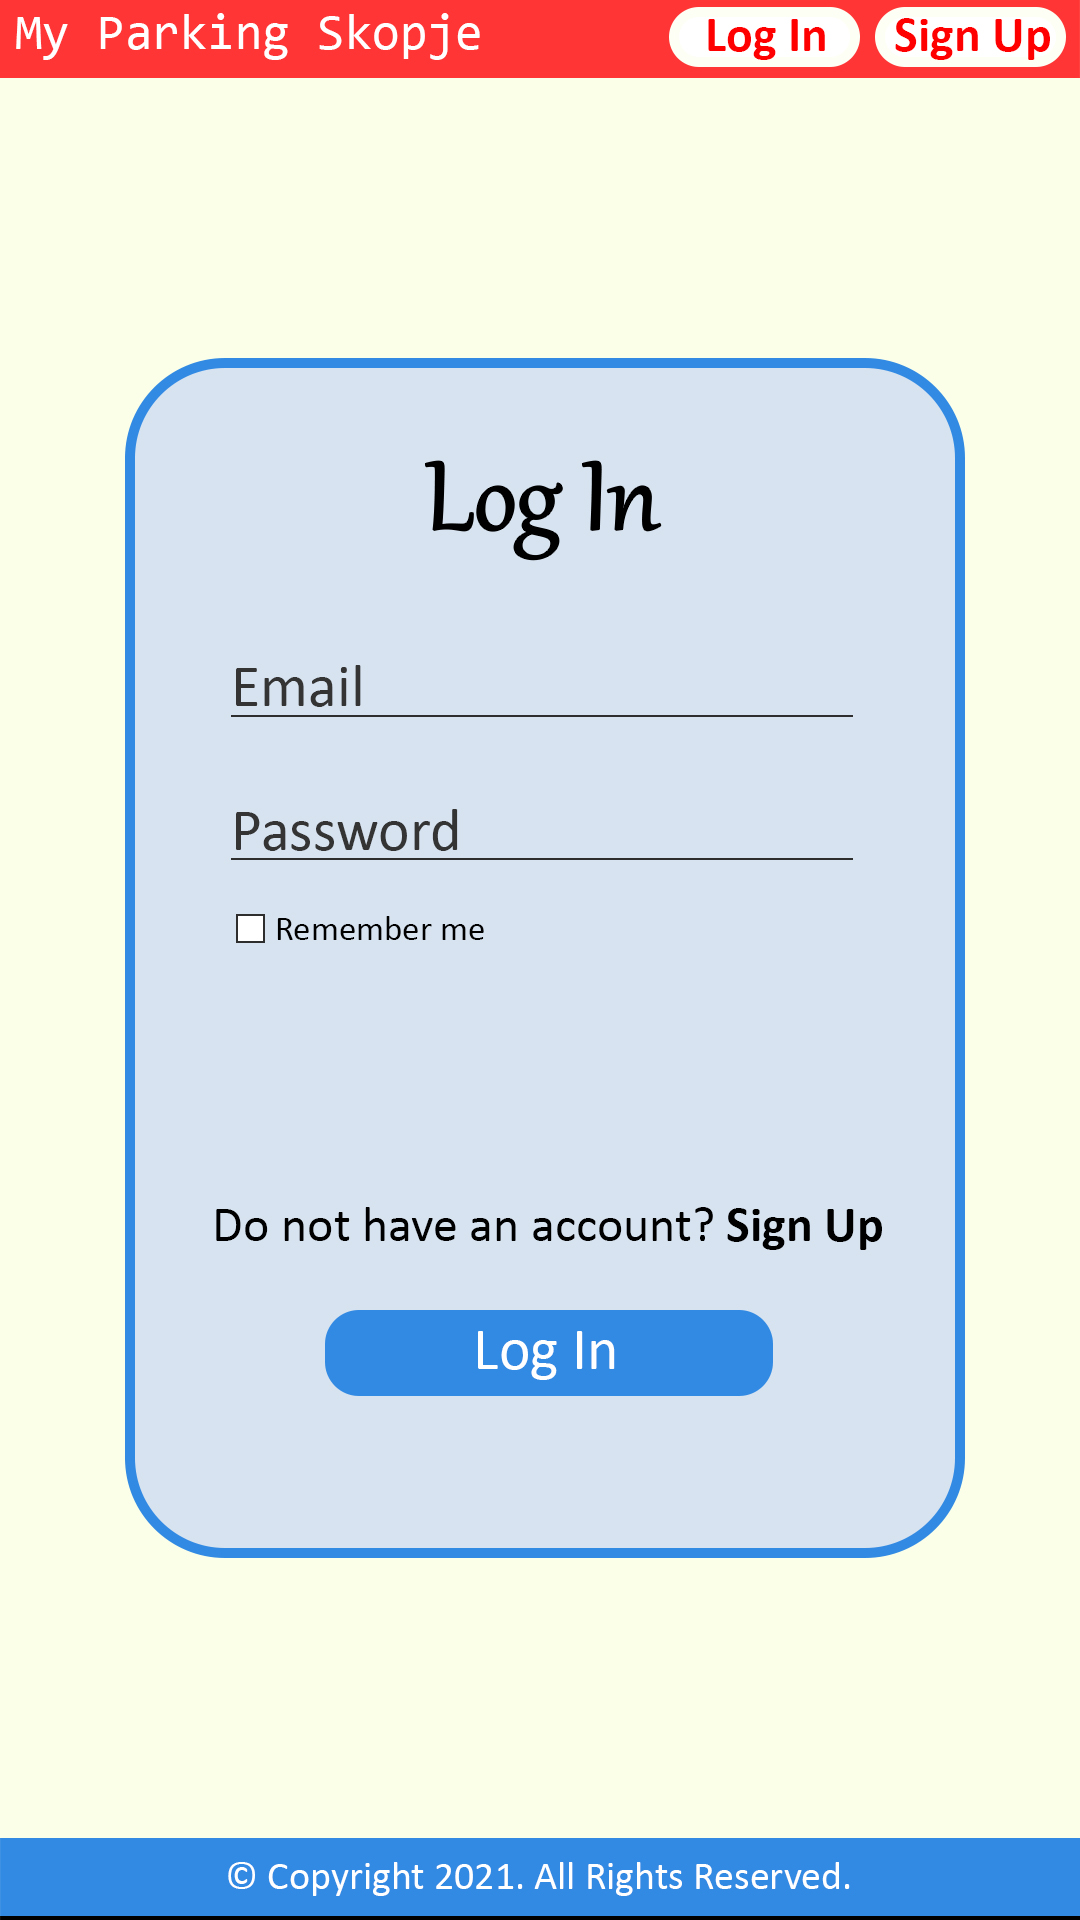 My Parking Skopje Log In Sign Up
Log In
Email
Password
Remember me
Do not have an account? Sign Up
Log In
© Copyright 2021. All Rights Reserved.